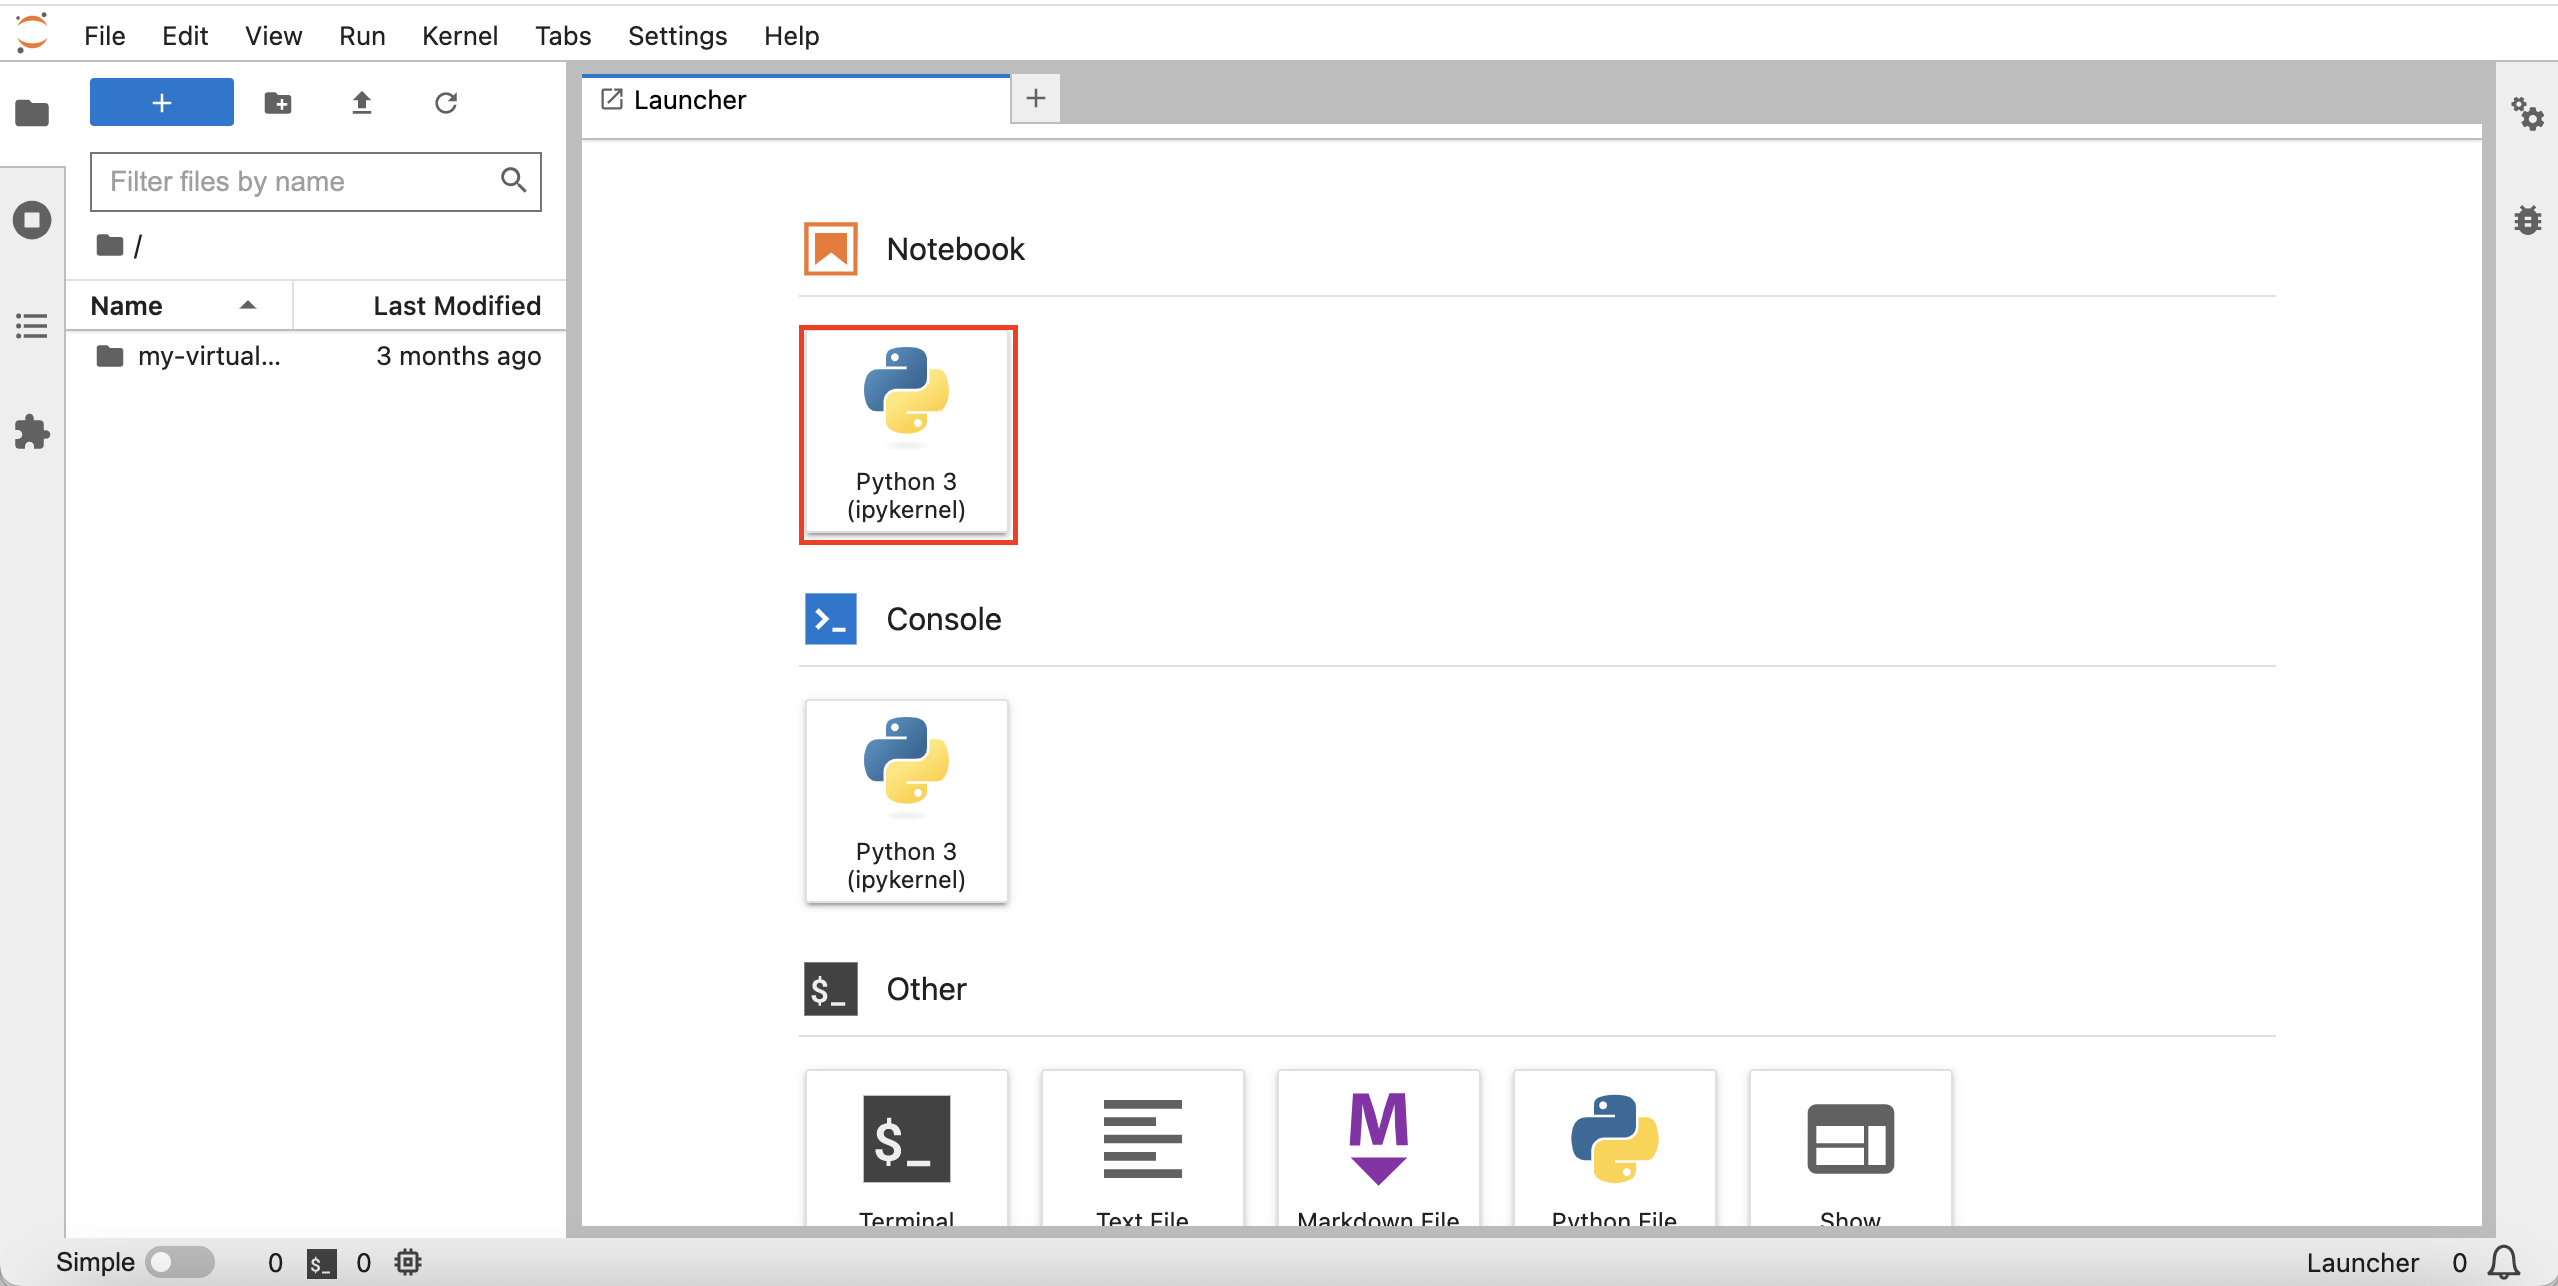 File Edit View Run Kernel Tabs Settings Help
+
Filter files by name
/
Name Last Modified
my-virtual... 3 months ago
Launcher +
Notebook
Python 3
(ipykernel)
Console
Python 3
(ipykernel)
$_ Other
$_
M
Terminal Text File Markdown File Python File Show
Simple 0 $_ 0 Launcher 0